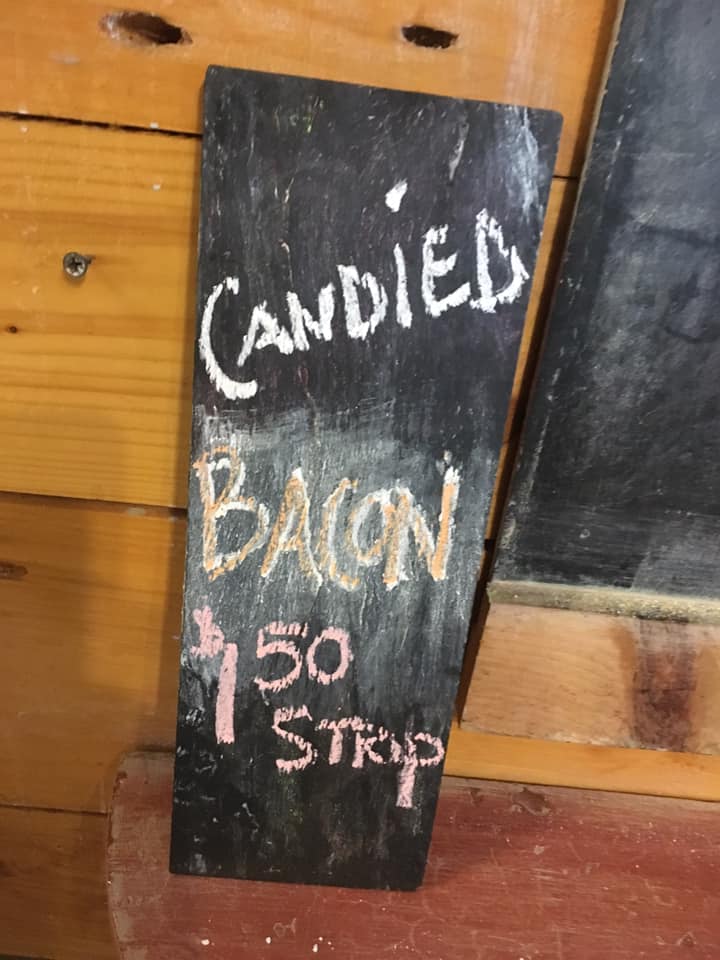 CANDiED
BACON
$1 50
STRiP